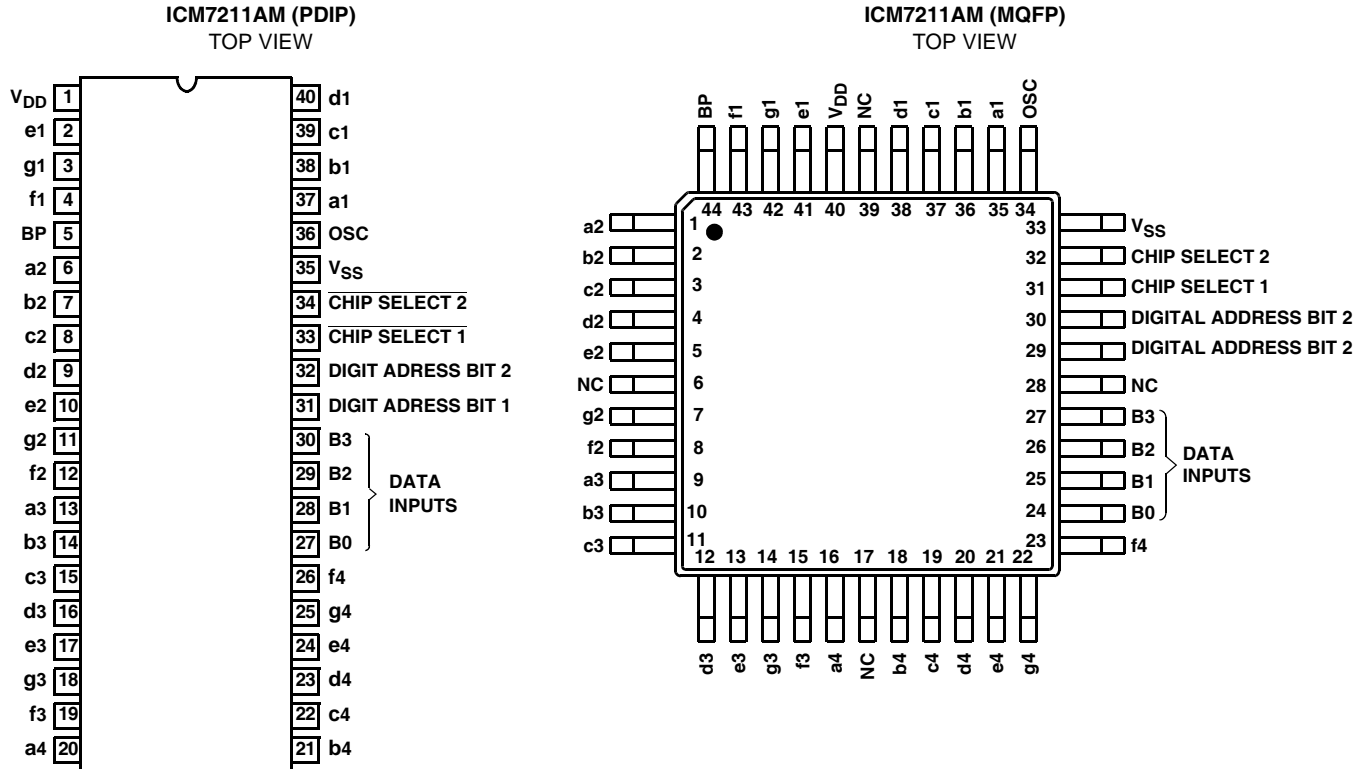 ICM7211AM (PDIP)
TOP VIEW
VDD 1
e1 2
g1 3
f1 4
BP 5
a2 6
b2 7
c2 8
d2 9
e2 10
g2 11
f2 12
a3 13
b3 14
c3 15
d3 16
e3 17
g3 18
f3 19
a4 20
40 d1
39 c1
38 b1
37 a1
36 OSC
35 VSS
34 CHIP SELECT 2
33 CHIP SELECT 1
32 DIGIT ADRESS BIT 2
31 DIGIT ADRESS BIT 1
30 B3
29 B2
28 B1
27 B0
DATA
INPUTS
26 f4
25 g4
24 e4
23 d4
22 c4
21 b4
ICM7211AM (MQFP)
TOP VIEW
BP f1 g1 e1 VDD NC d1 c1 b1 a1 OSC
44 43 42 41 40 39 38 37 36 35 34
a2 1
b2 2
c2 3
d2 4
e2 5
NC 6
g2 7
f2 8
a3 9
b3 10
c3 11
33 VSS
32 CHIP SELECT 2
31 CHIP SELECT 1
30 DIGITAL ADDRESS BIT 2
29 DIGITAL ADDRESS BIT 2
28 NC
27 B3
26 B2
25 B1
24 B0
DATA
INPUTS
23 f4
12 13 14 15 16 17 18 19 20 21 22
d3 e3 g3 f3 a4 NC b4 c4 d4 e4 g4